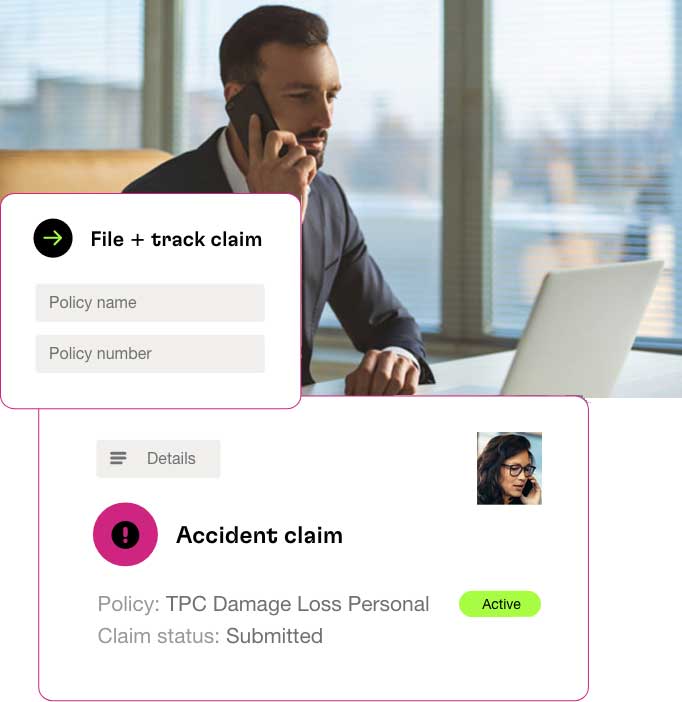 File + track claim
Policy name
Policy number
Details
Accident claim
Policy: TPC Damage Loss Personal
Active
Claim status: Submitted